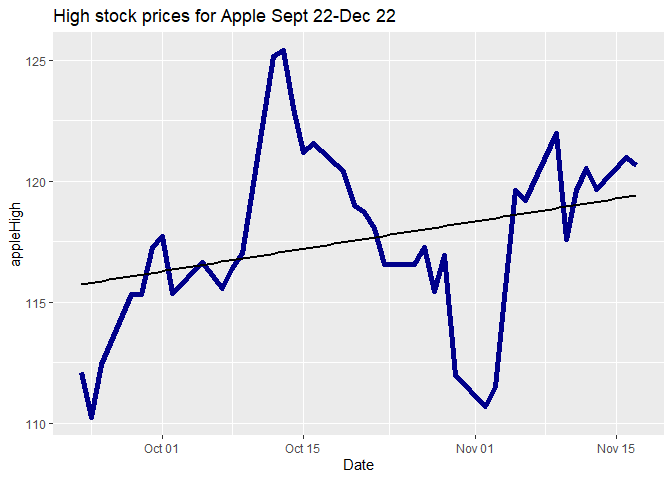 High stock prices for Apple Sept 22-Dec 22
125
120
115
110
appleHigh
Oct 01
Oct 15
Nov 01
Nov 15
Date